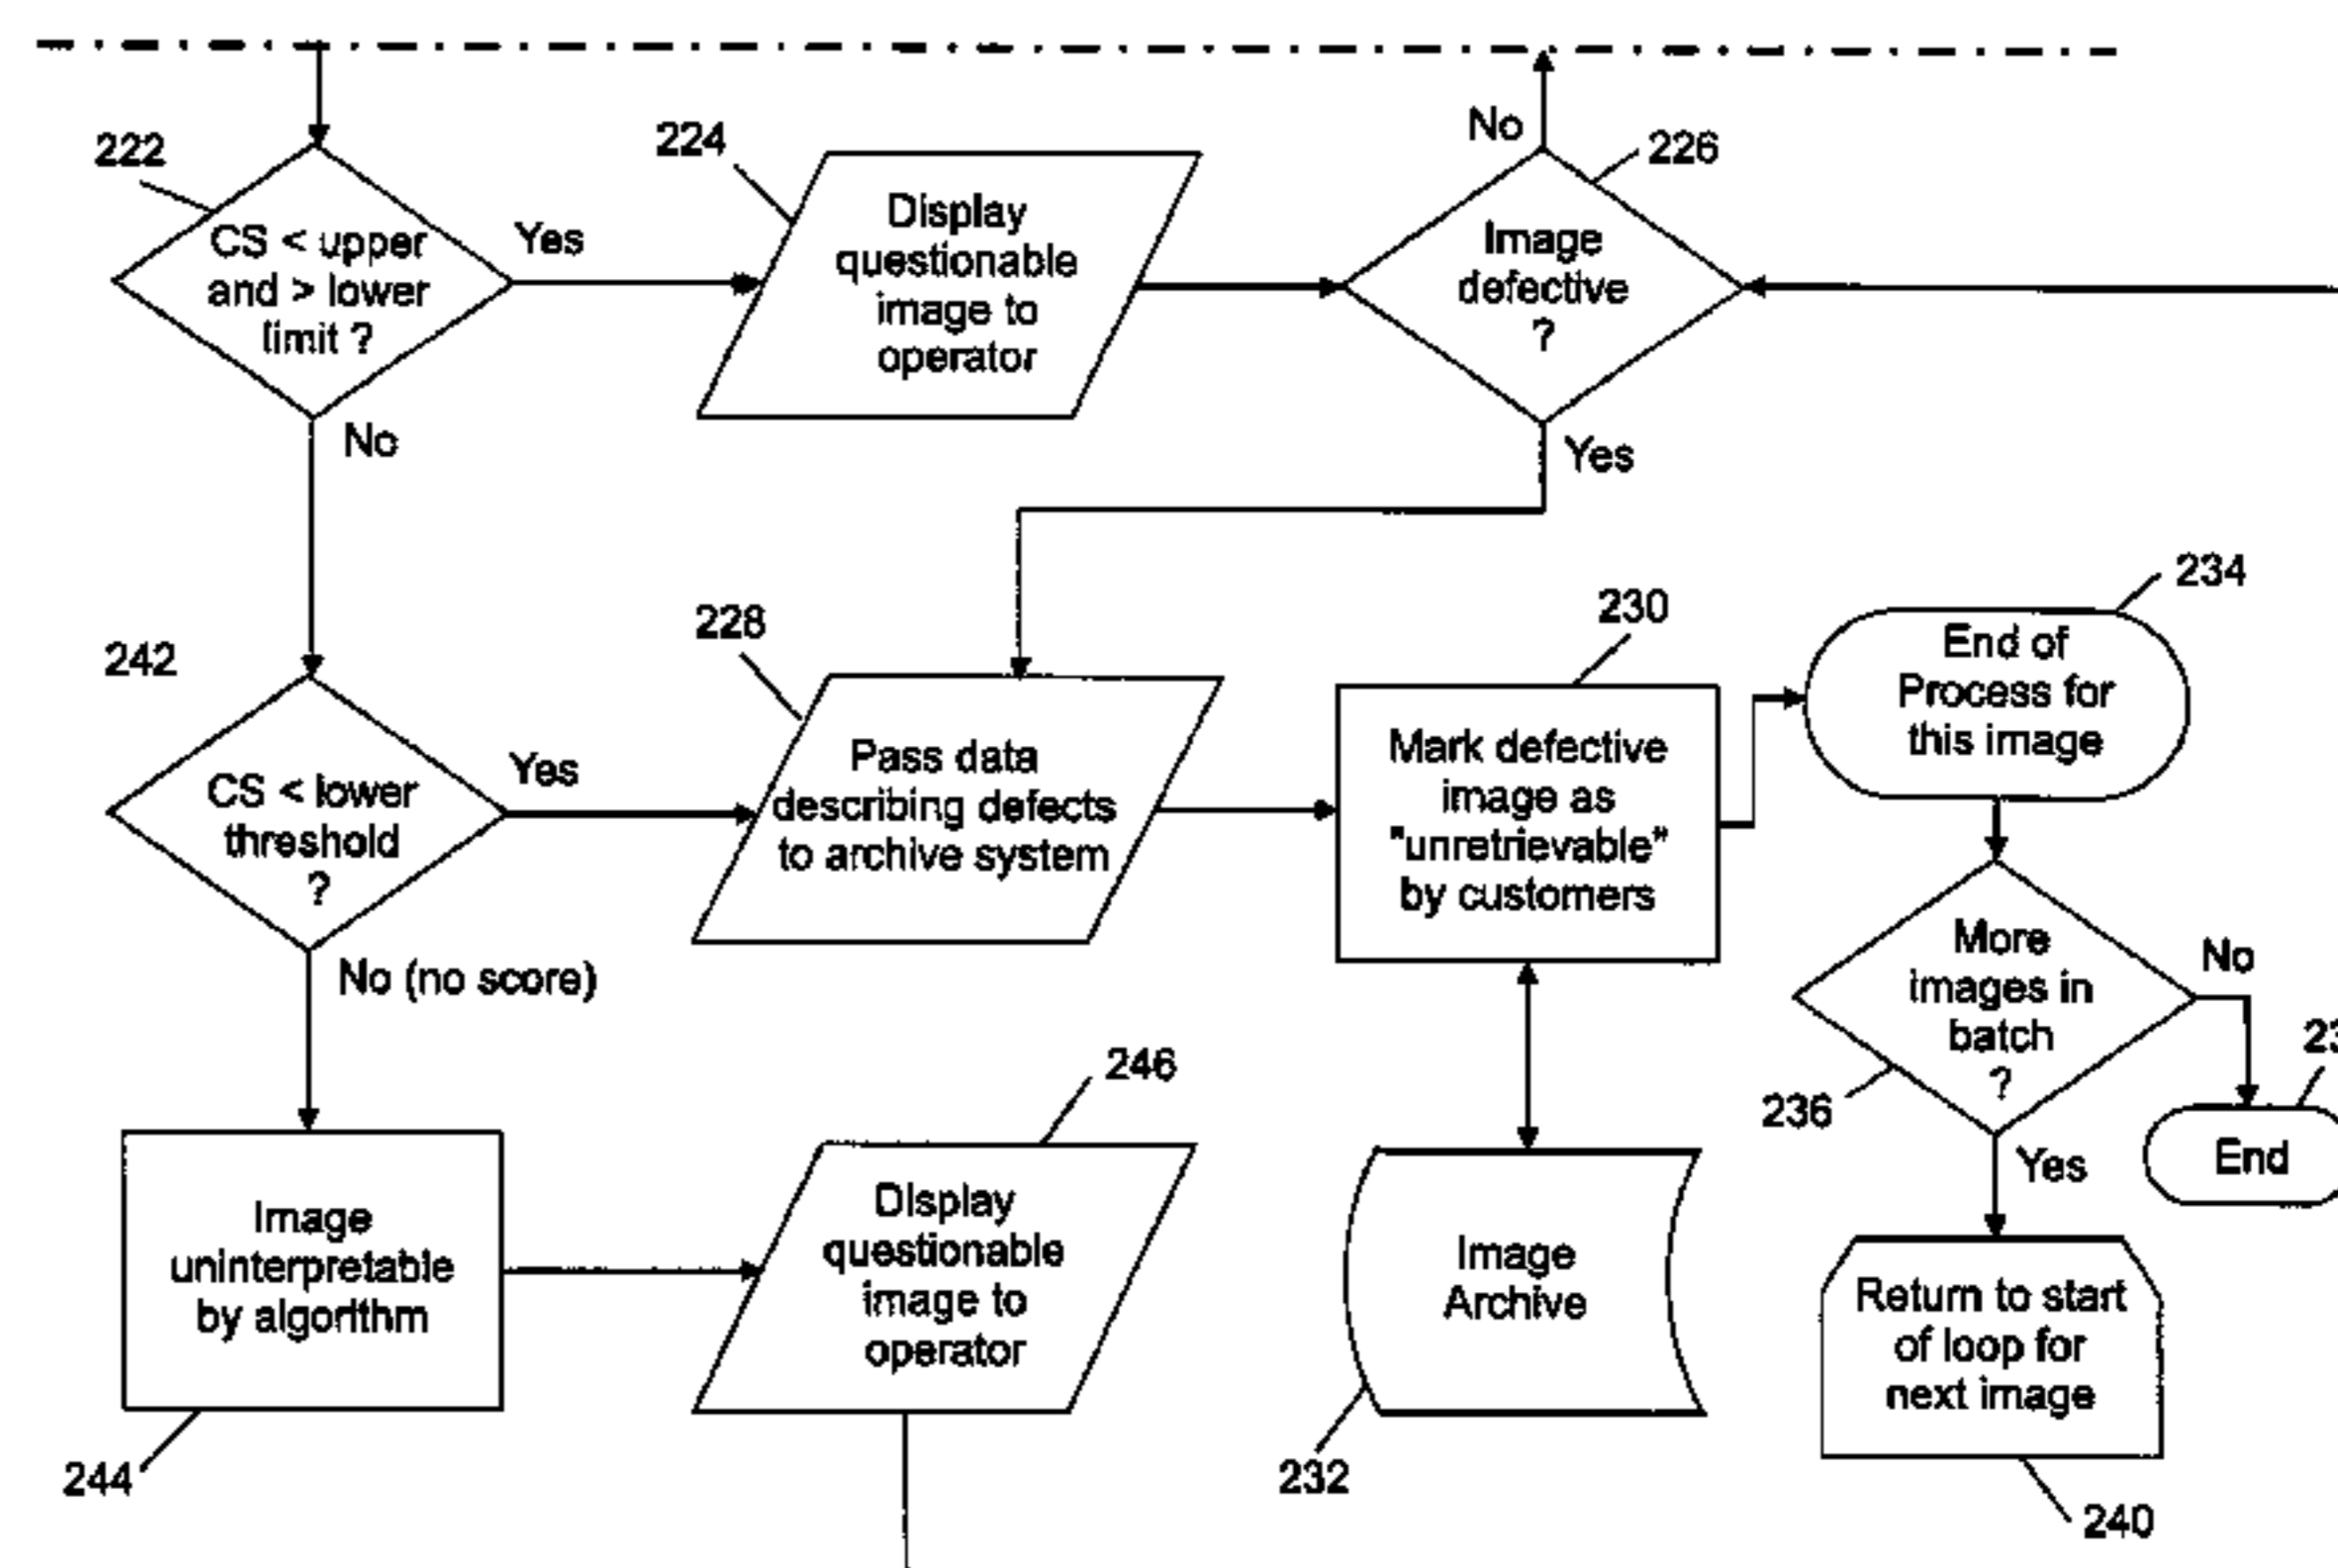 222
CS < upper
and > lower
limit ?
Yes
No
224
Display
questionable
image to
operator
No
226
Image
defective
?
Yes
242
CS < lower
threshold
?
Yes
No (no score)
228
Pass data
describing defects
to archive system
230
Mark defective
image as
"unretrievable"
by customers
234
End of
Process for
this image
More
images in
batch
?
236
No
Yes
End
244
Image
uninterpretable
by algorithm
246
Display
questionable
image to
operator
Image
Archive
232
Return to start
of loop for
next image
240